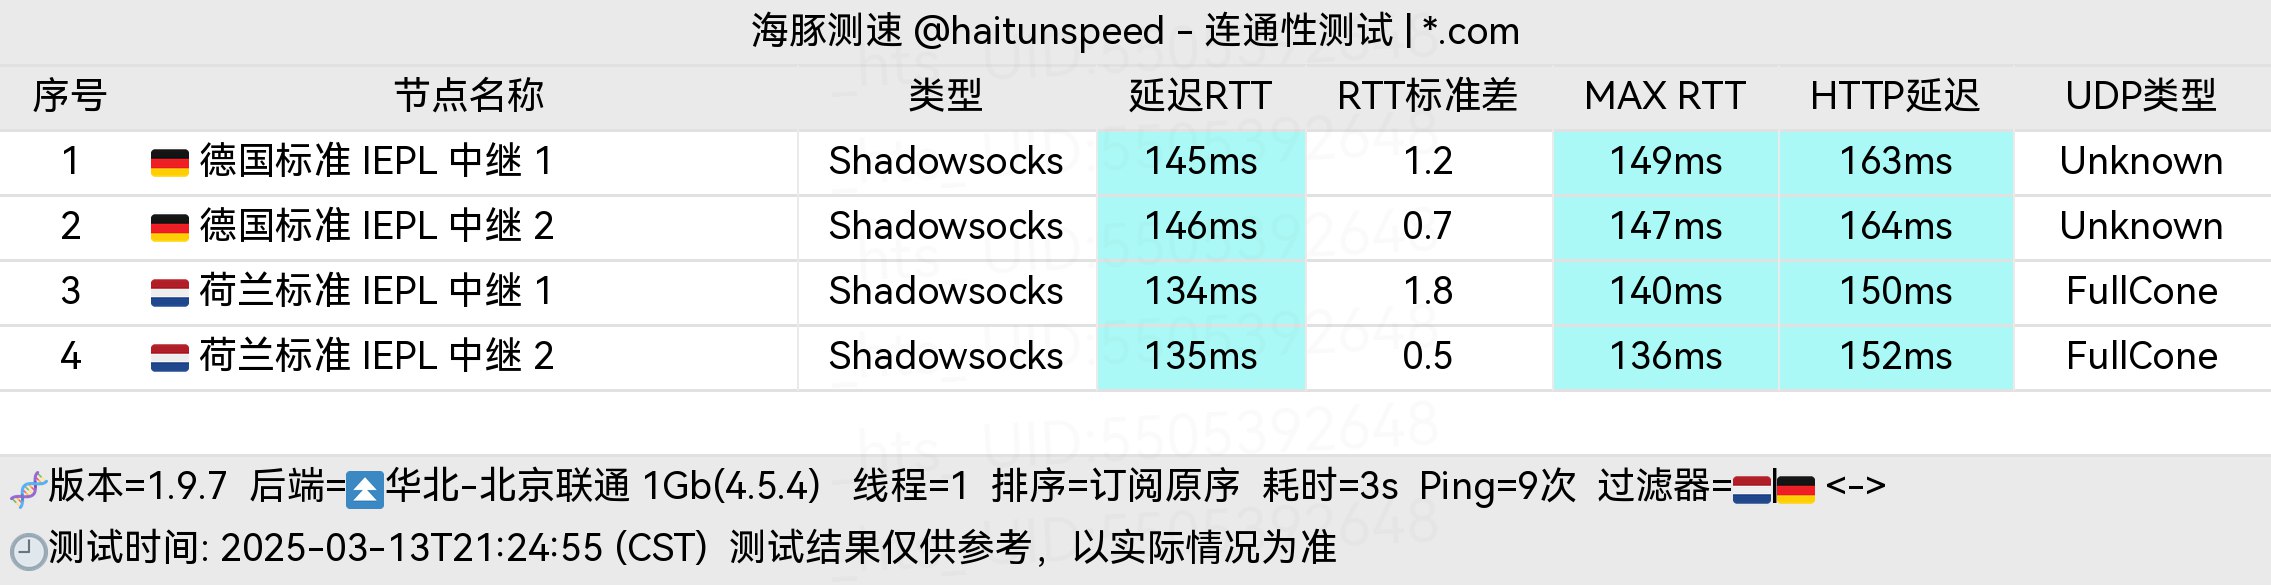 海豚测速 @haitunspeed - 连通性测试 | *.com
序号 节点名称 类型 延迟RTT RTT标准差 MAX RTT HTTP延迟 UDP类型
1 🇩🇪 德国标准 IEPL 中继 1 Shadowsocks 145ms 1.2 149ms 163ms Unknown
2 🇩🇪 德国标准 IEPL 中继 2 Shadowsocks 146ms 0.7 147ms 164ms Unknown
3 🇳🇱 荷兰标准 IEPL 中继 1 Shadowsocks 134ms 1.8 140ms 150ms FullCone
4 🇳🇱 荷兰标准 IEPL 中继 2 Shadowsocks 135ms 0.5 136ms 152ms FullCone
🧬版本=1.9.7 后端=⏫华北-北京联通 1Gb(4.5.4) 线程=1 排序=订阅原序 耗时=3s Ping=9次 过滤器=🇳🇱|🇩🇪 <->
🕘测试时间: 2025-03-13T21:24:55 (CST) 测试结果仅供参考，以实际情况为准
_hts_ UID:5505392648